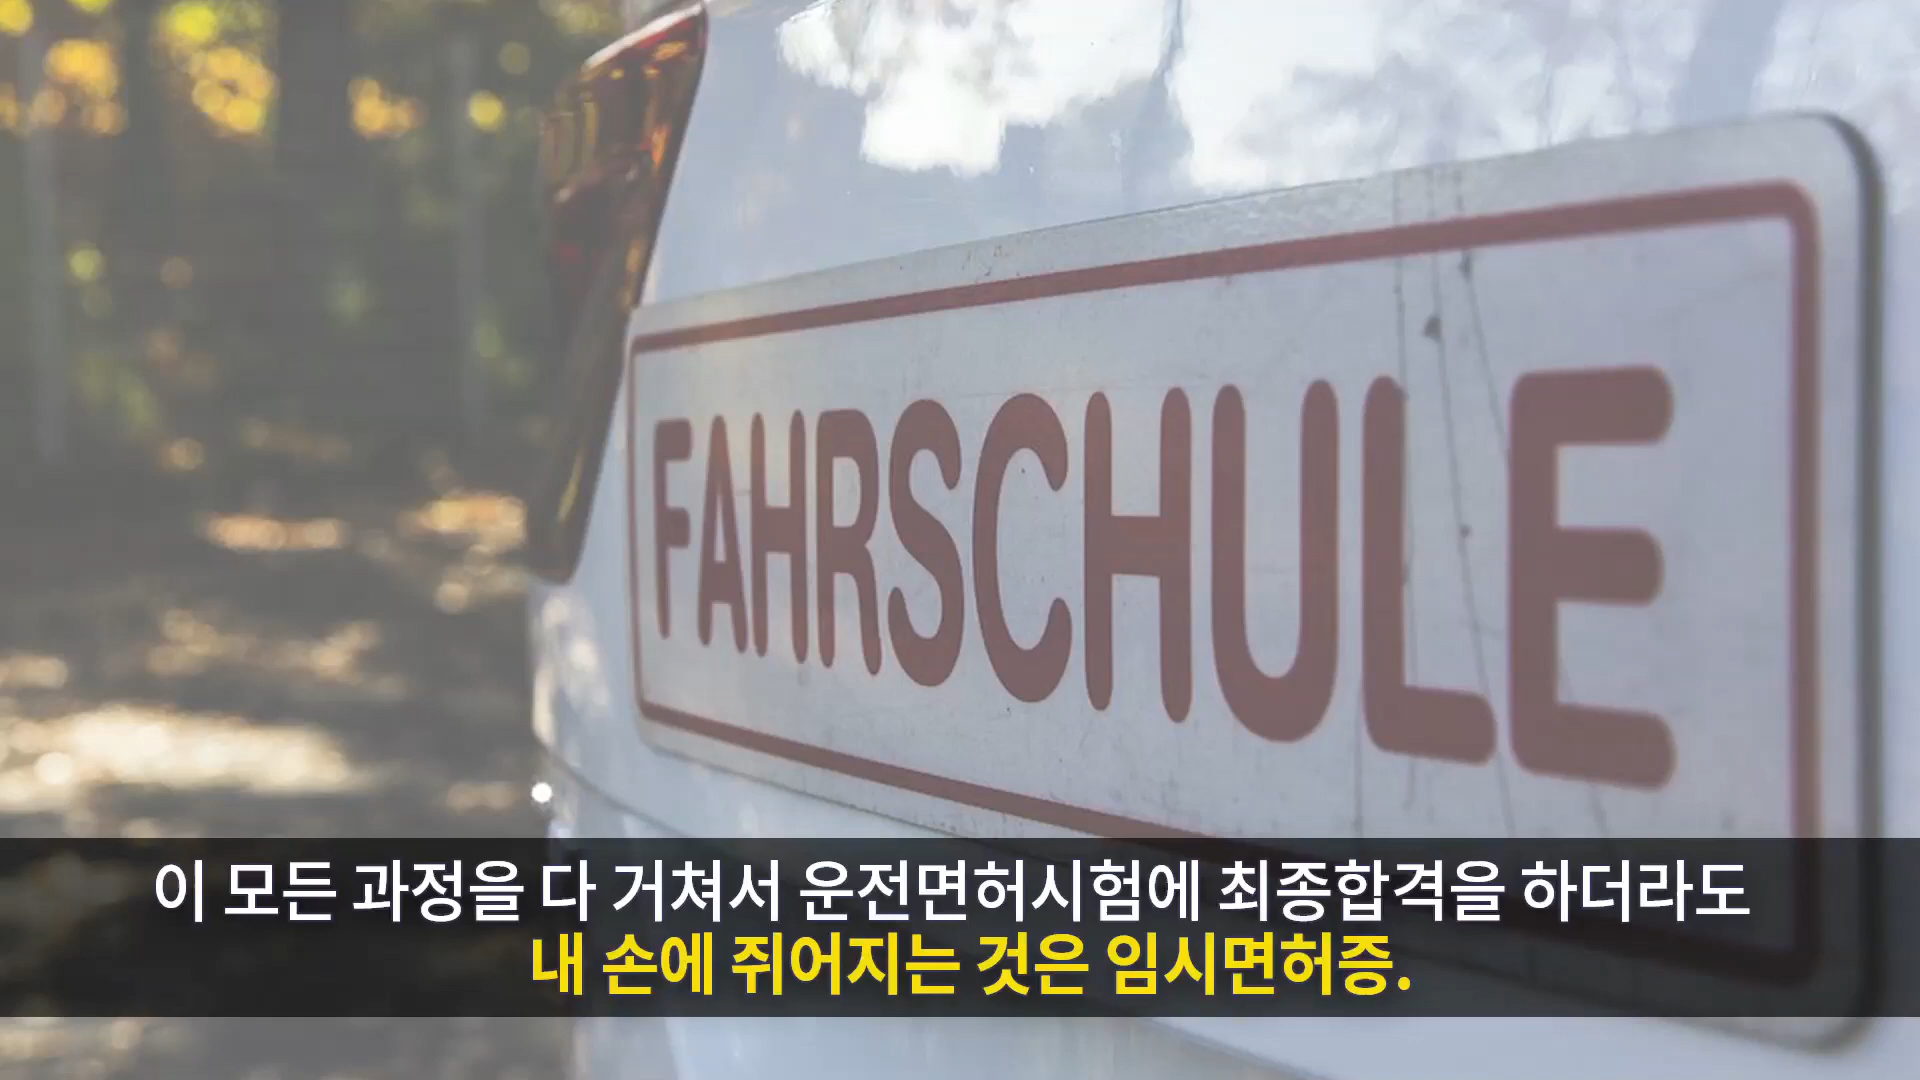 FAHRSCHULE
이 모든 과정을 다 거쳐서 운전면허시험에 최종합격을 하더라도
내 손에 쥐어지는 것은 임시면허증.